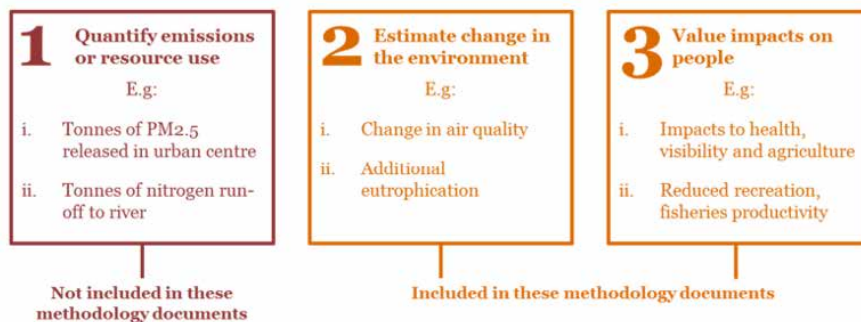 1 Quantify emissions
or resource use
E.g:
i. Tonnes of PM2.5
released in urban centre
ii. Tonnes of nitrogen run-
off to river
2 Estimate change in
the environment
E.g:
i. Change in air quality
ii. Additional
eutrophication
3 Value impacts on
people
E.g:
i. Impacts to health,
visibility and agriculture
ii. Reduced recreation,
fisheries productivity
Not included in these
methodology documents
Included in these methodology documents